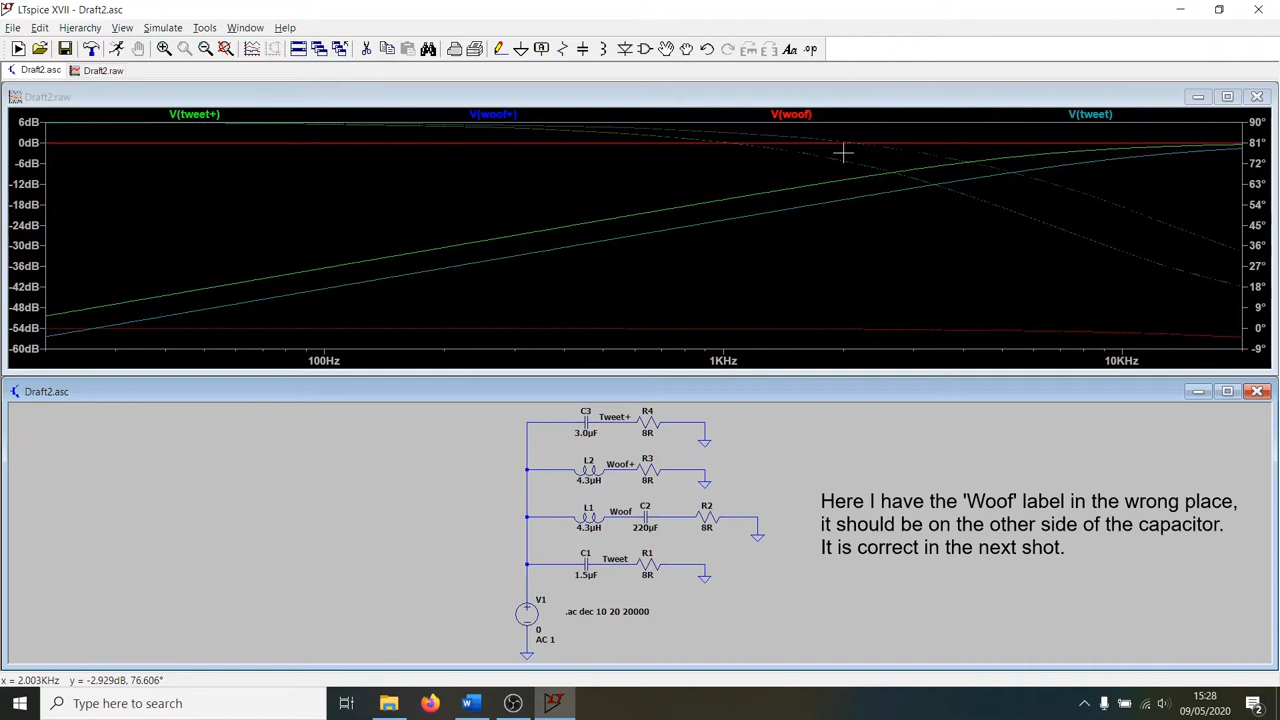 LTspice XVII - Draft2.asc
File Edit Hierarchy View Simulate Tools Window Help
Draft2.asc Draft2.raw
Draft2.raw
V(tweet+) V(woof+) V(woof) V(tweet)
6dB 90°
0dB 81°
-6dB 72°
-12dB 63°
-18dB 54°
-24dB 45°
-30dB 36°
-36dB 27°
-42dB 18°
-48dB 9°
-54dB 0°
-60dB -9°
100Hz 1KHz 10KHz
Draft2.asc
C3 Tweet+ R4
3.0µF 8R
L2 Woof+ R3
4.3µH 8R
L1 Woof C2 R2
4.3µH 220µF 8R
C1 Tweet R1
1.5µF 8R
V1
.ac dec 10 20 20000
0
AC 1
Here I have the 'Woof' label in the wrong place,
it should be on the other side of the capacitor.
It is correct in the next shot.
x = 2.003KHz y = -2.929dB, 76.606°
Type here to search
15:28
09/05/2020
2